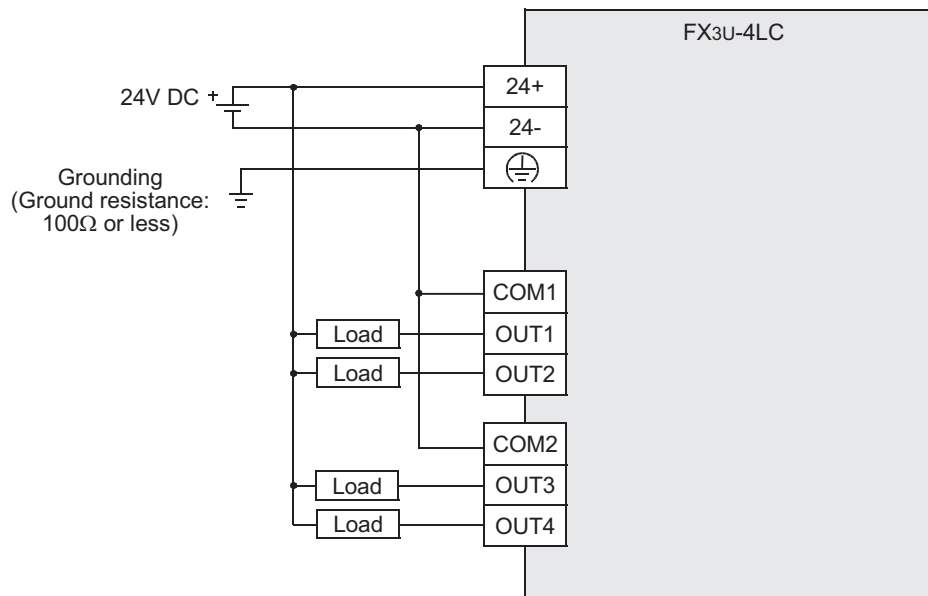 FX3U-4LC
24V DC +
24+
24-
Grounding
(Ground resistance:
100Ω or less)
COM1
Load
OUT1
Load
OUT2
COM2
Load
OUT3
Load
OUT4